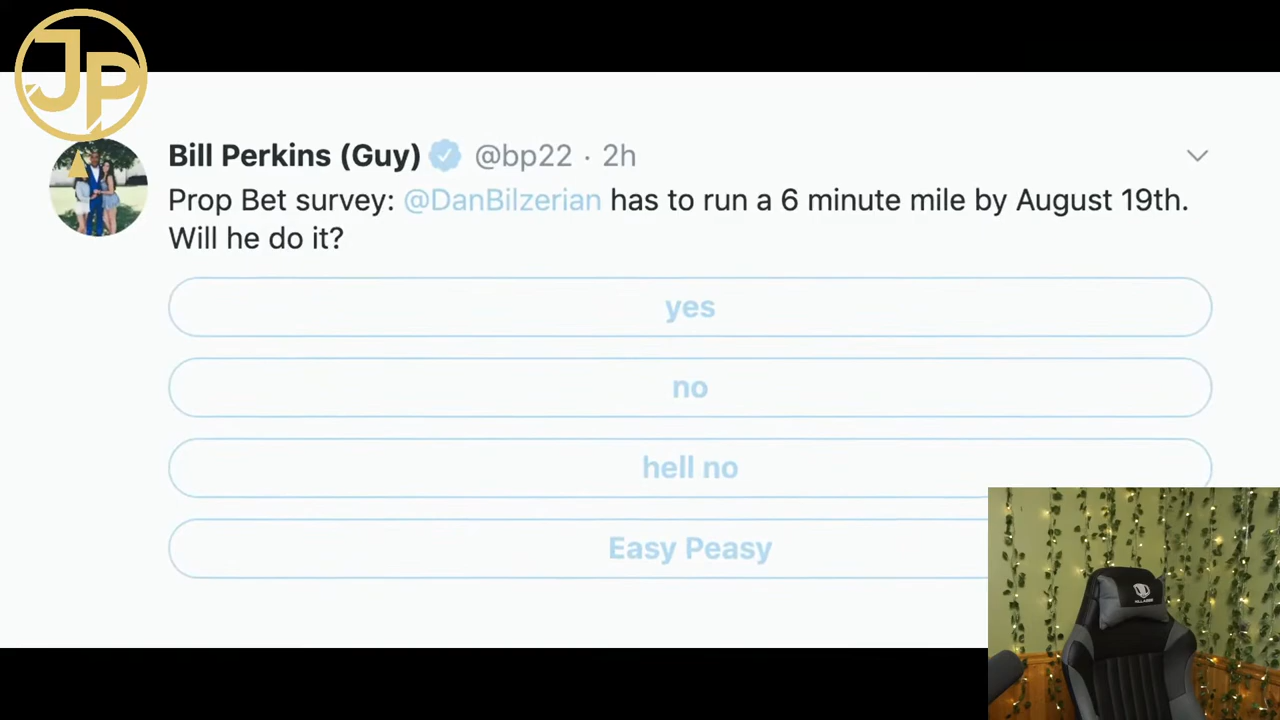 JP
Bill Perkins (Guy) @bp22 · 2h
Prop Bet survey: @DanBilzerian has to run a 6 minute mile by August 19th.
Will he do it?
yes
no
hell no
Easy Peasy